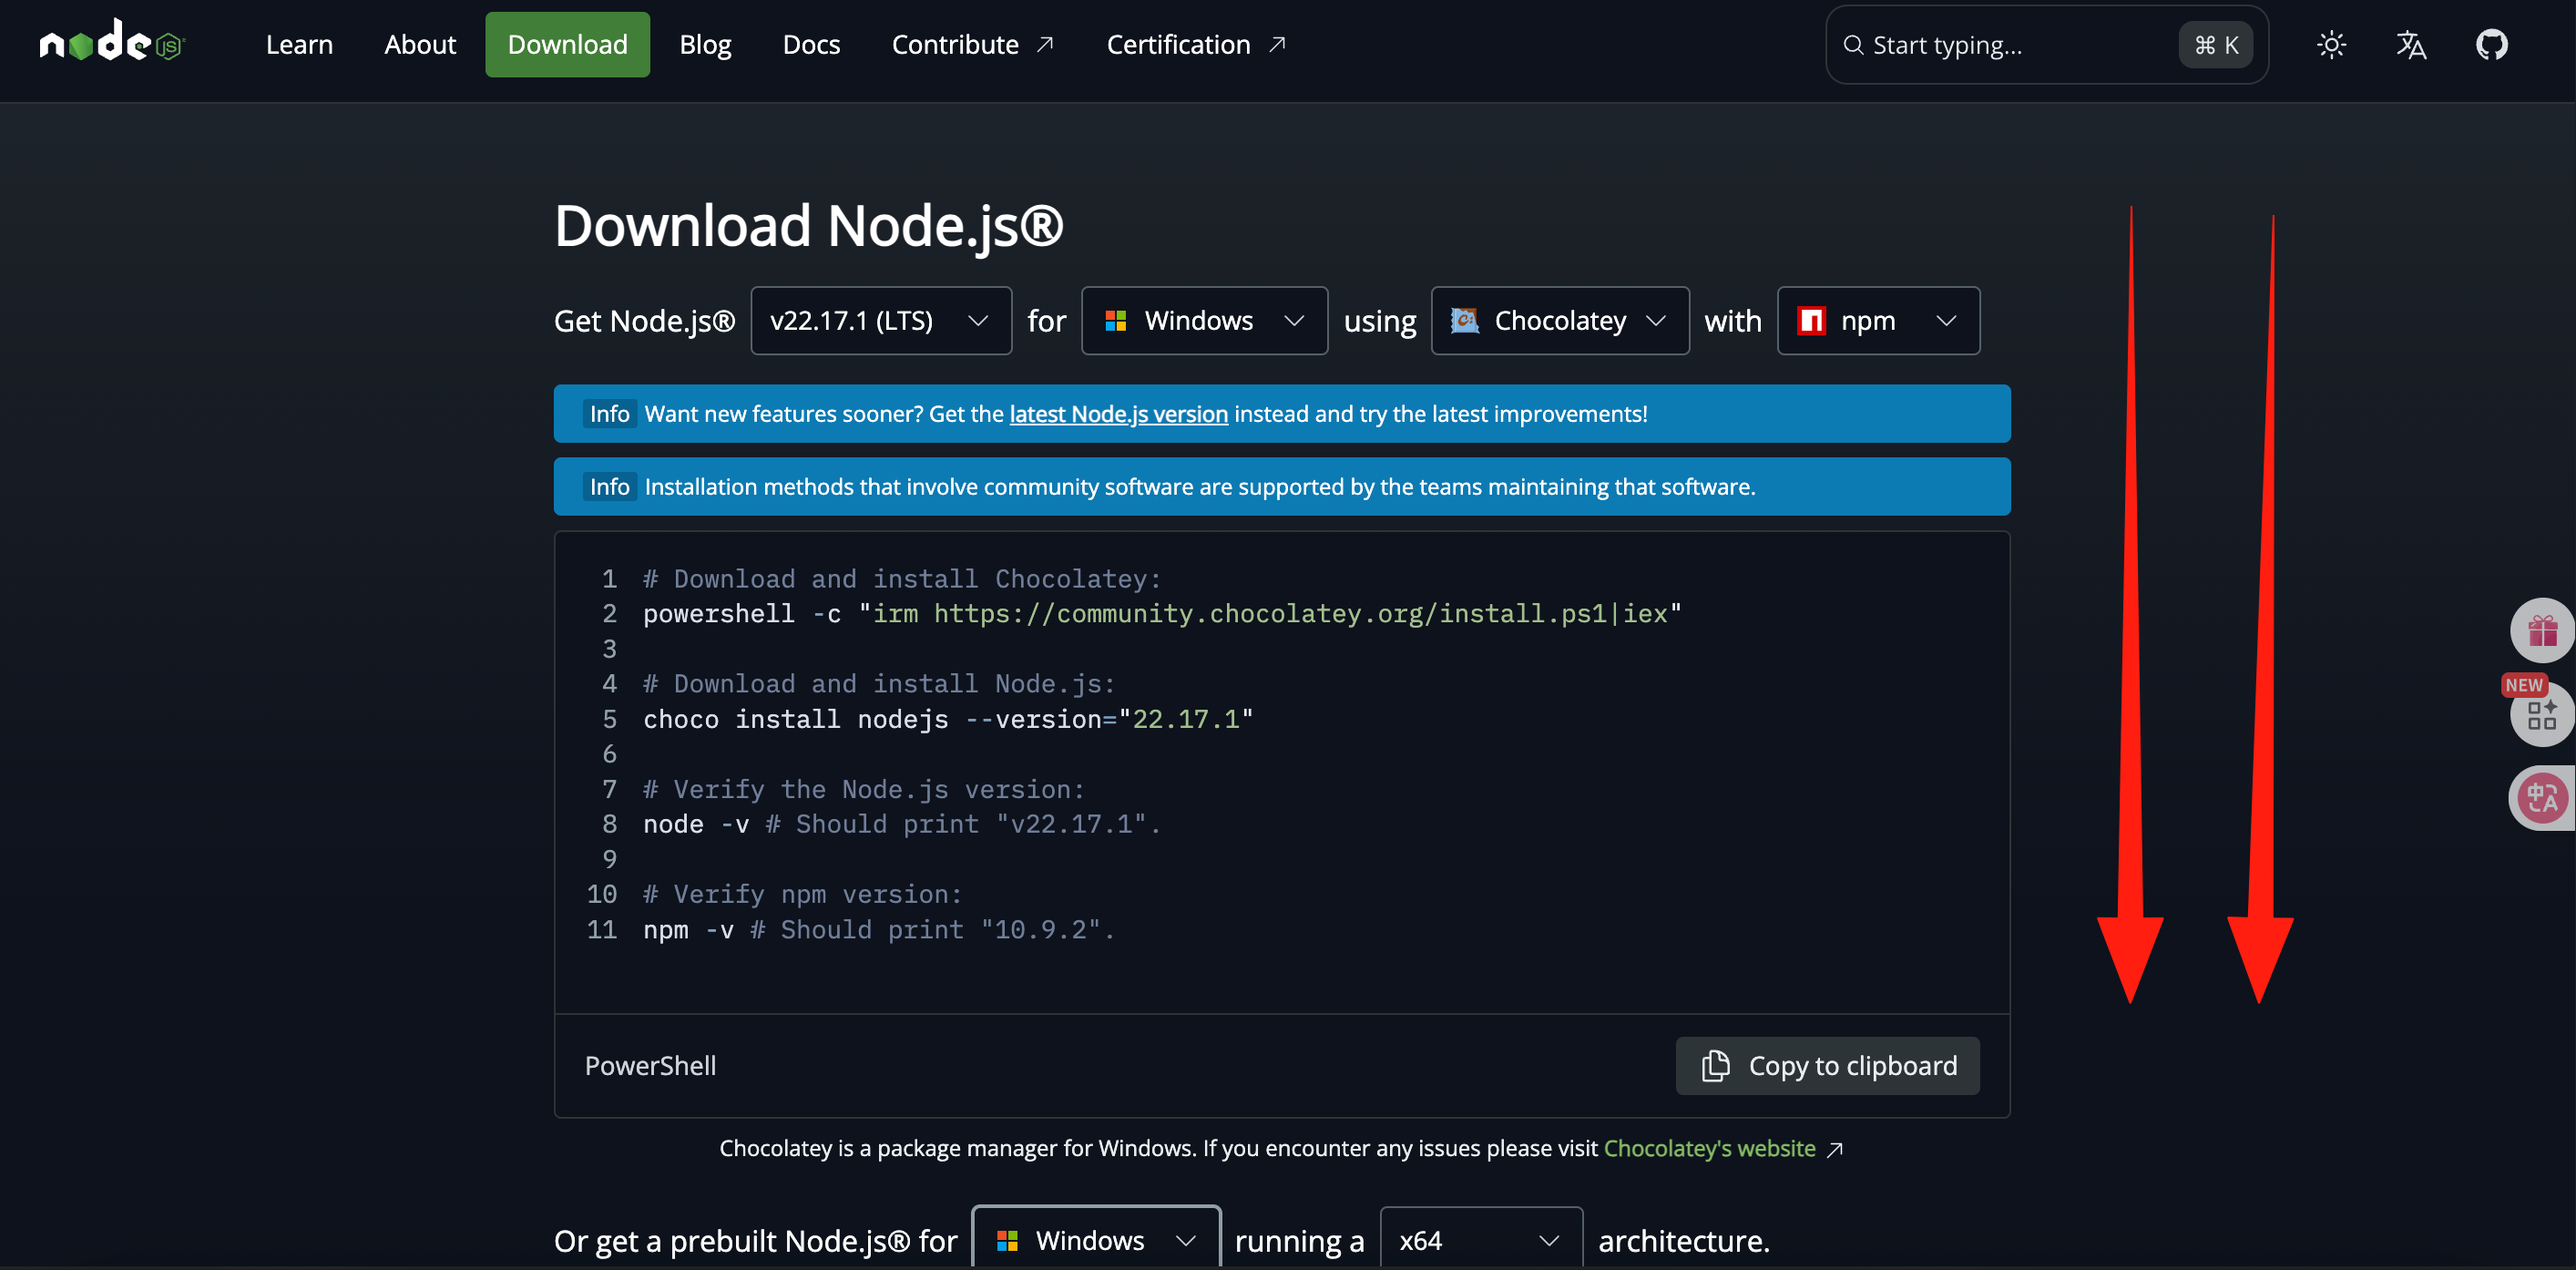 node JS
Learn About Download Blog Docs Contribute Certification Start typing... ⌘ K
Download Node.js®
Get Node.js® v22.17.1 (LTS) for Windows using Chocolatey with npm
Info Want new features sooner? Get the latest Node.js version instead and try the latest improvements!
Info Installation methods that involve community software are supported by the teams maintaining that software.
1 # Download and install Chocolatey:
2 powershell -c "irm https://community.chocolatey.org/install.ps1|iex"
3
4 # Download and install Node.js:
5 choco install nodejs --version="22.17.1"
6
7 # Verify the Node.js version:
8 node -v # Should print "v22.17.1".
9
10 # Verify npm version:
11 npm -v # Should print "10.9.2".
NEW
中A
PowerShell Copy to clipboard
Chocolatey is a package manager for Windows. If you encounter any issues please visit Chocolatey's website
Or get a prebuilt Node.js® for Windows running a x64 architecture.